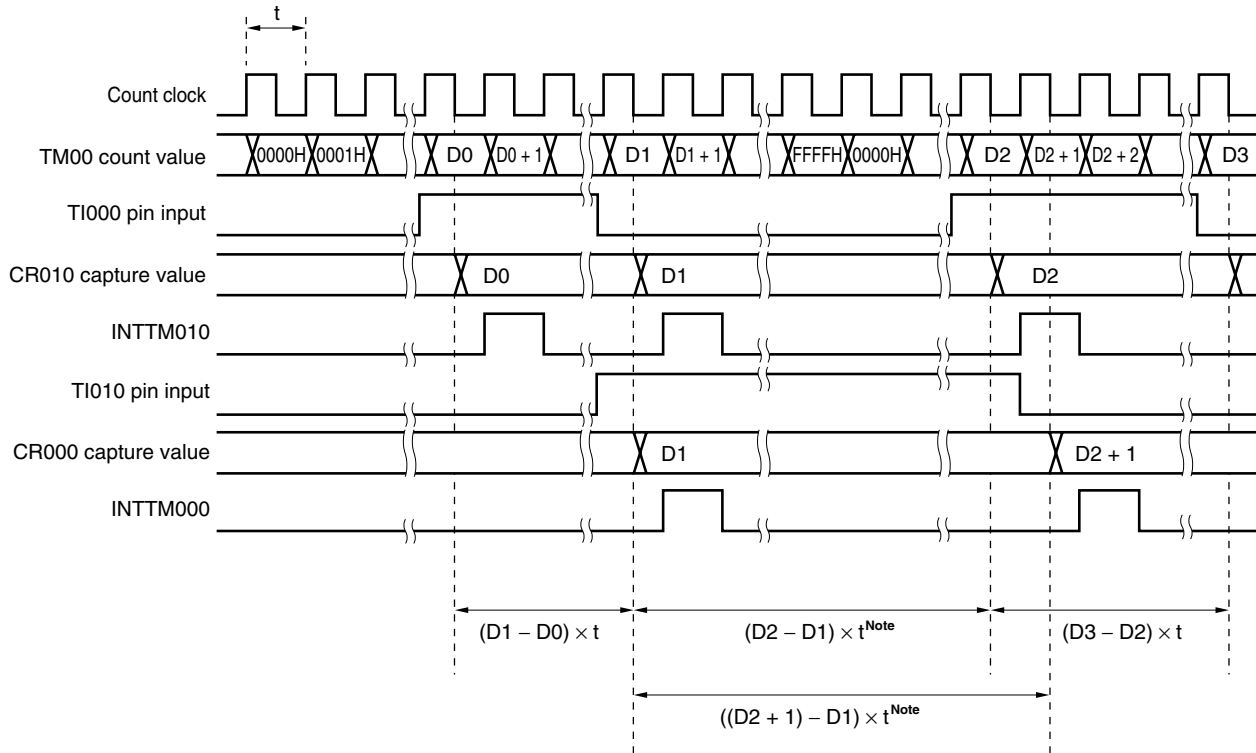 t
Count clock
TM00 count value 0000H 0001H D0 D0 + 1 D1 D1 + 1 FFFFH 0000H D2 D2 + 1 D2 + 2 D3
TI000 pin input
CR010 capture value D0 D1 D2
INTTM010
TI010 pin input
CR000 capture value D1 D2 + 1
INTTM000
(D1 − D0) × t (D2 − D1) × t Note (D3 − D2) × t
((D2 + 1) − D1) × t Note